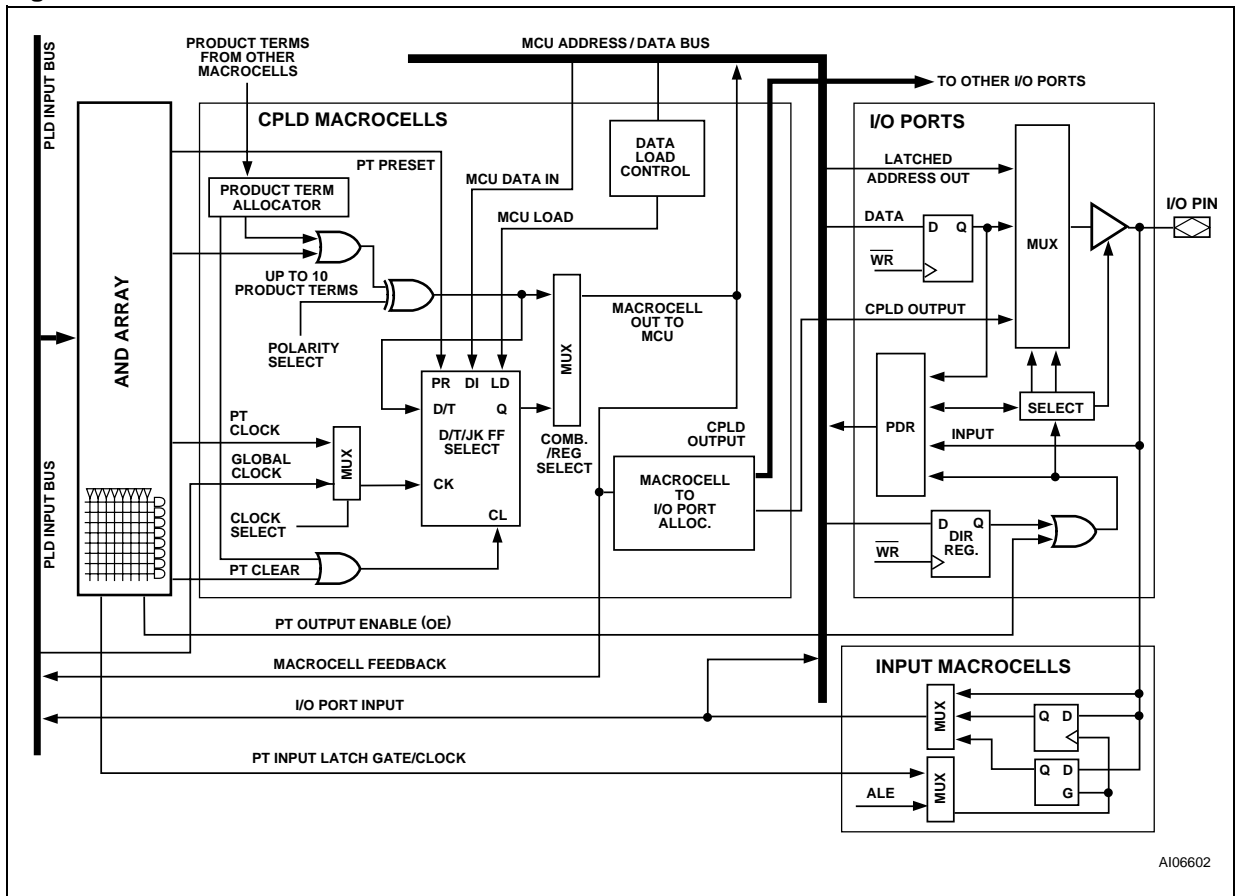 PRODUCT TERMS
FROM OTHER
MACROCELLS
MCU ADDRESS / DATA BUS
TO OTHER I/O PORTS
PLD INPUT BUS
CPLD MACROCELLS
I/O PORTS
PT PRESET
MCU DATA IN
DATA
LOAD
CONTROL
LATCHED
ADDRESS OUT
I/O PIN
PRODUCT TERM
ALLOCATOR
MCU LOAD
DATA
D Q
MUX
WR
UP TO 10
PRODUCT TERMS
AND ARRAY
POLARITY
SELECT
MUX
MACROCELL
OUT TO
MCU
CPLD OUTPUT
PR DI LD
D/T Q
D/T/JK FF
SELECT
CK
CL
COMB.
/REG
SELECT
CPLD
OUTPUT
PDR
SELECT
INPUT
PT
CLOCK
GLOBAL
CLOCK
MUX
CLOCK
SELECT
MACROCELL
TO
I/O PORT
ALLOC.
PLD INPUT BUS
D Q
DIR
REG.
WR
PT CLEAR
PT OUTPUT ENABLE (OE)
MACROCELL FEEDBACK
INPUT MACROCELLS
I/O PORT INPUT
MUX
Q D
PT INPUT LATCH GATE/CLOCK
Q D
G
MUX
ALE
AI06602